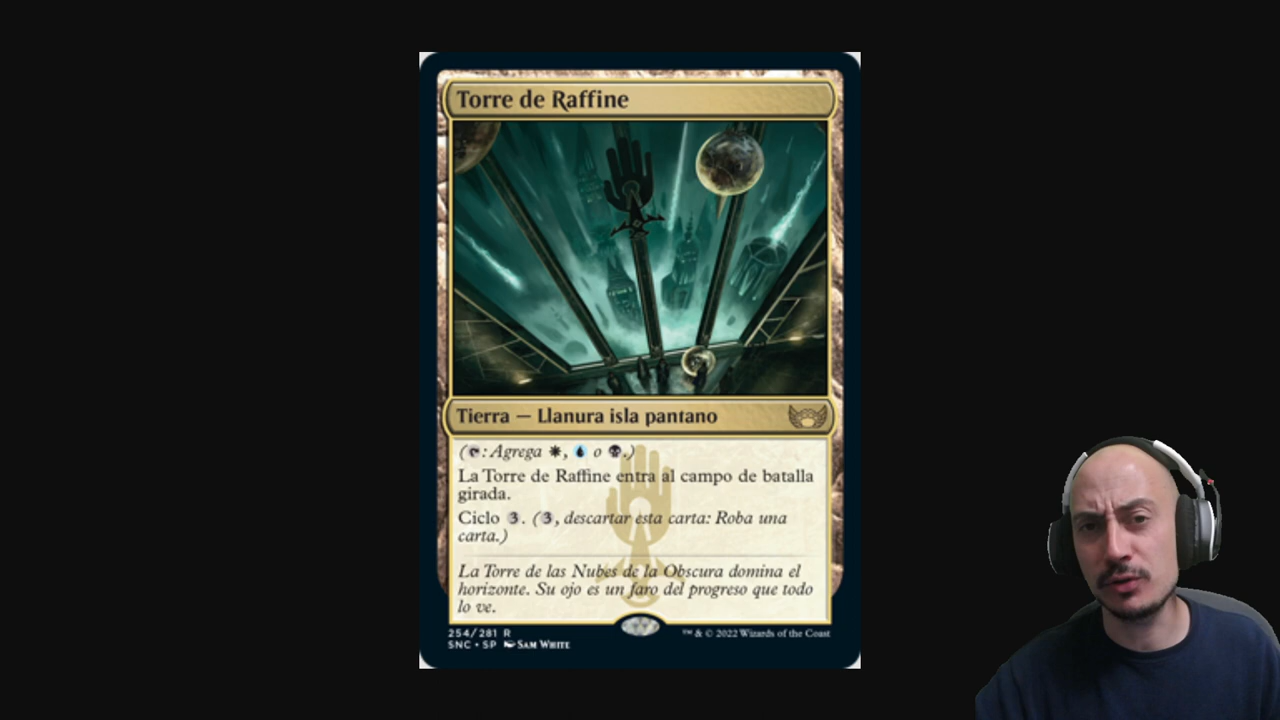 Torre de Raffine
Tierra — Llanura isla pantano
( : Agrega , o .)
La Torre de Raffine entra al campo de batalla
girada.
Ciclo 3. (3, descartar esta carta: Roba una
carta.)
La Torre de las Nubes de la Obscura domina el
horizonte. Su ojo es un faro del progreso que todo
lo ve.
254/281 R
SNC • SP SAM WHITE
™ & © 2022 Wizards of the Coast